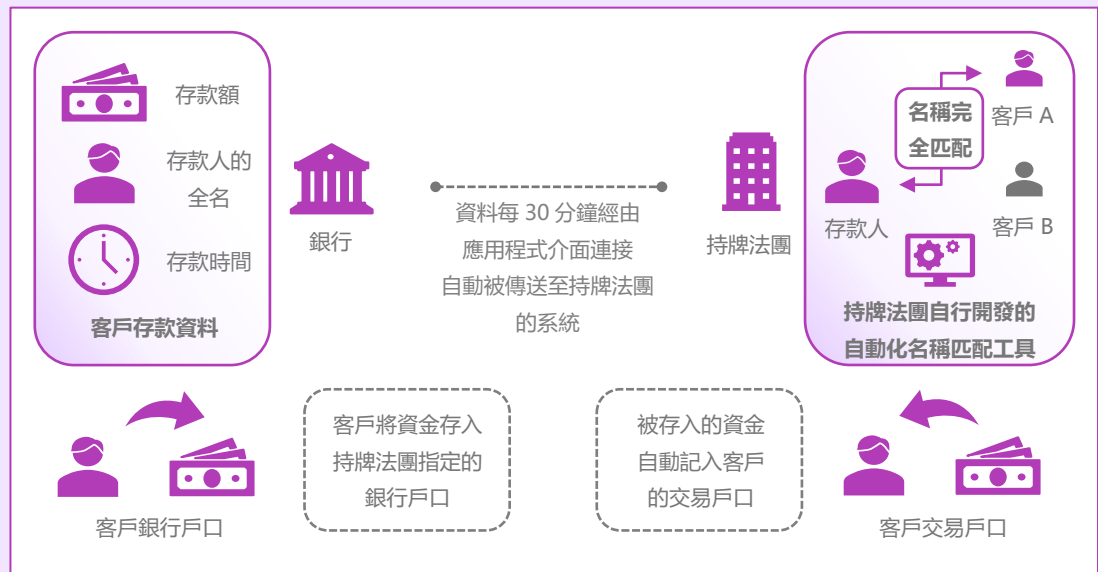 存款額
存款人的
全名
存款時間
客戶存款資料
銀行
資料每 30 分鐘經由
應用程式介面連接
自動被傳送至持牌法團
的系統
持牌法團
名稱完
全匹配
客戶 A
存款人
客戶 B
持牌法團自行開發的
自動化名稱匹配工具
客戶銀行戶口
客戶將資金存入
持牌法團指定的
銀行戶口
被存入的資金
自動記入客戶
的交易戶口
客戶交易戶口